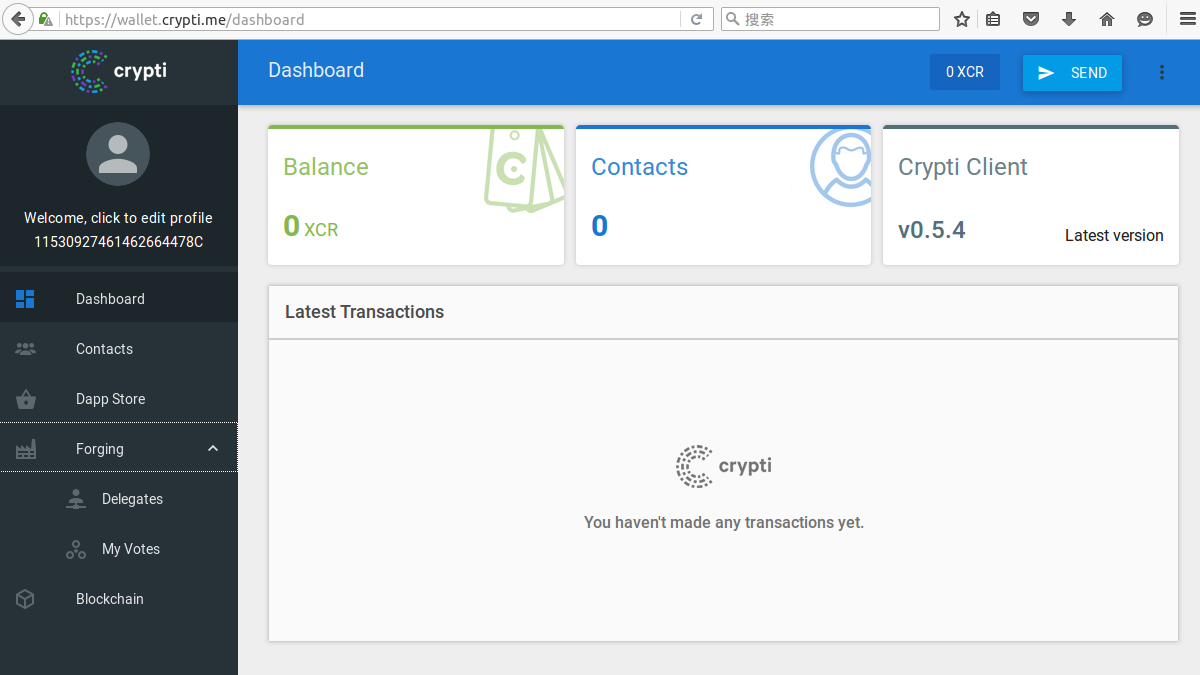 https://wallet.crypti.me/dashboard
搜索
crypti
Dashboard
0 XCR
SEND
Welcome, click to edit profile
11530927461462664478C
Dashboard
Contacts
Dapp Store
Forging
Delegates
My Votes
Blockchain
Balance
0 XCR
Contacts
0
Crypti Client
v0.5.4
Latest version
Latest Transactions
crypti
You haven't made any transactions yet.